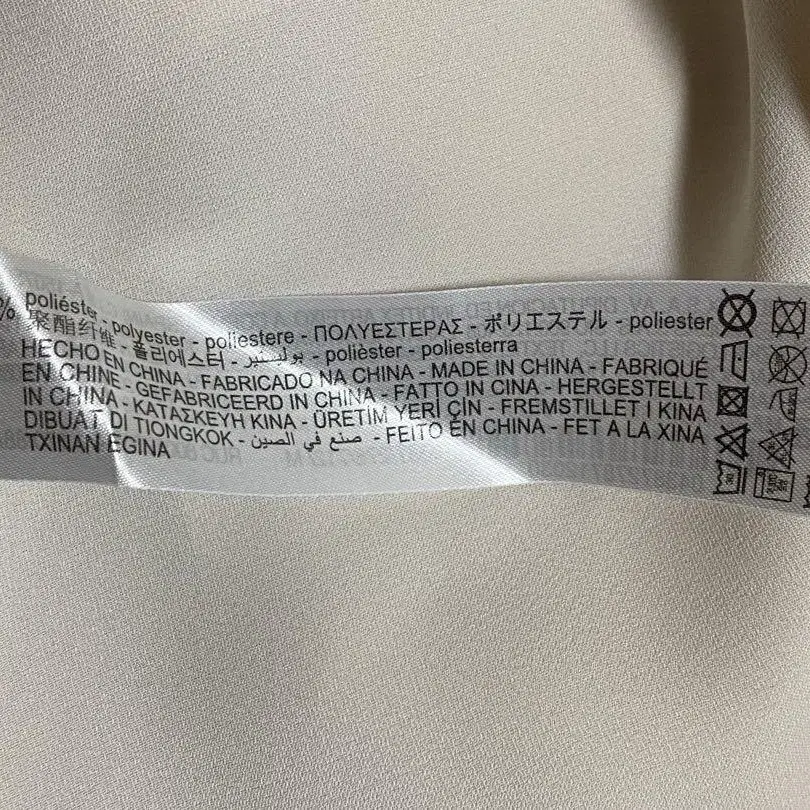 % poliéster - polyester - poliestere - ΠΟΛΥΕΣΤΕΡΑΣ - ポリエステル - poliester
聚酯纤维 - 폴리에스터 - بوليستير - polièster - poliesterra
HECHO EN CHINA - FABRICADO NA CHINA - MADE IN CHINA - FABRIQUÉ
EN CHINE - GEFABRICEERD IN CHINA - FATTO IN CINA - HERGESTELLT
IN CHINA - ΚΑΤΑΣΚΕΥΗ ΚΙΝΑ - ÜRETİM YERİ ÇİN - FREMSTILLET I KINA
DIBUAT DI TIONGKOK - صنع في الصين - FEITO EN CHINA - FET A LA XINA
TXINAN EGINA